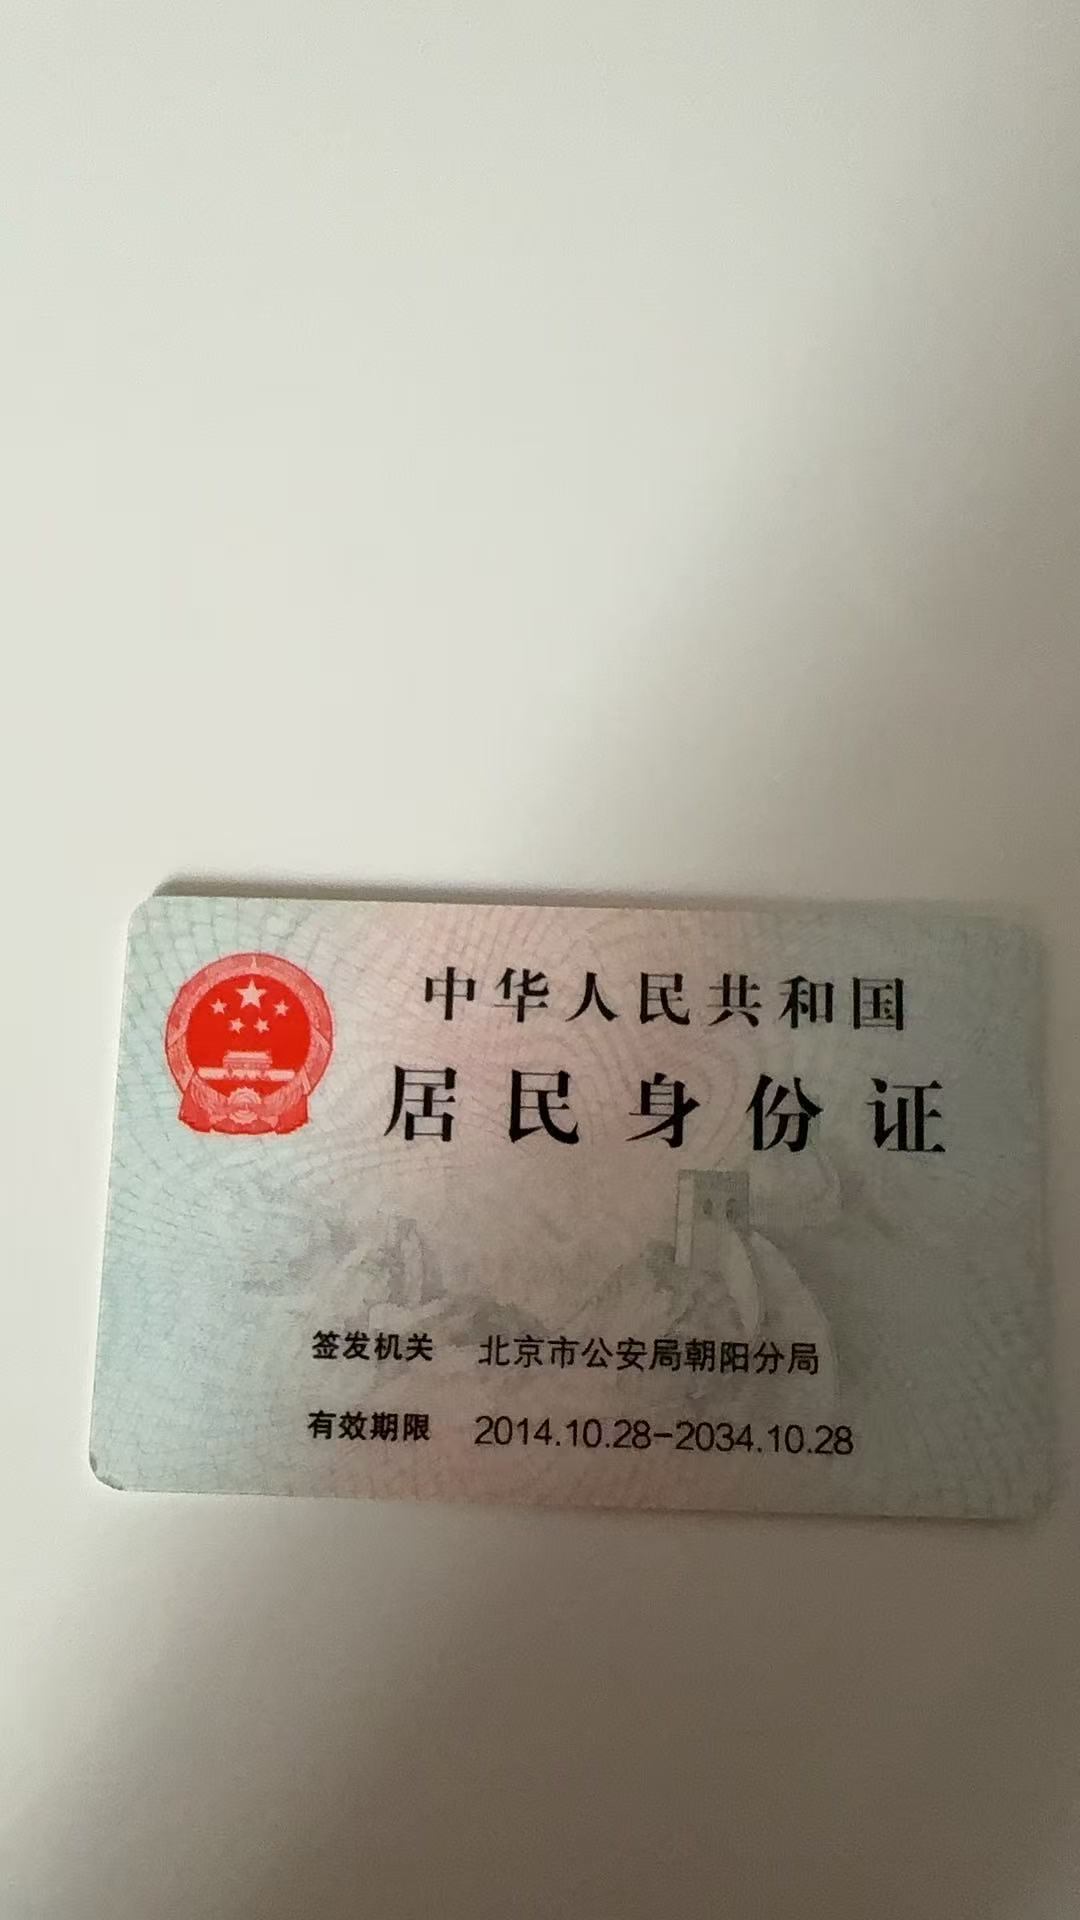 中华人民共和国
居民身份证
签发机关 北京市公安局朝阳分局
有效期限 2014.10.28-2034.10.28